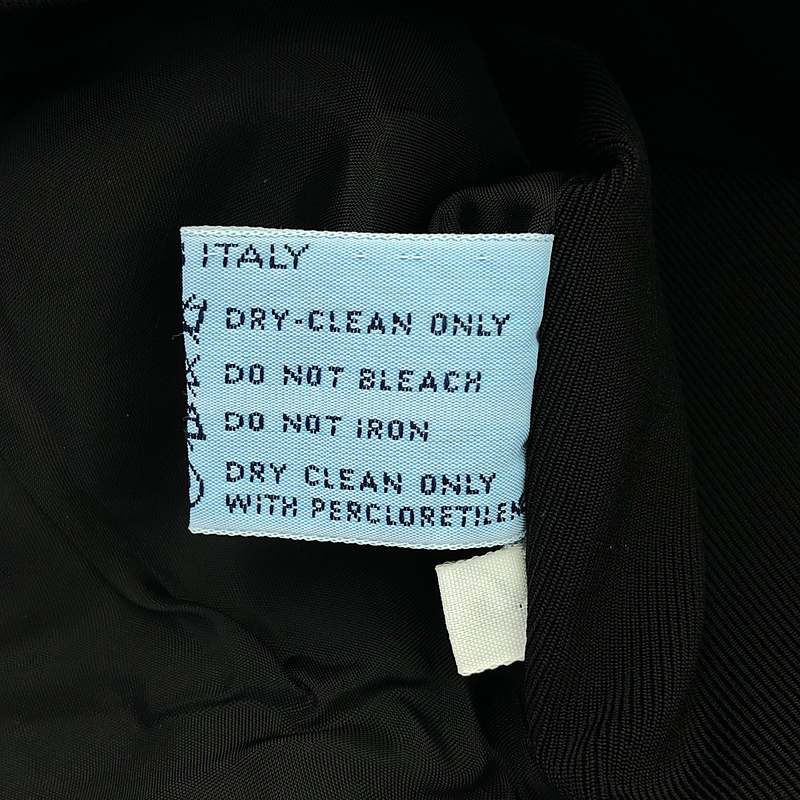 ITALY
DRY-CLEAN ONLY
DO NOT BLEACH
DO NOT IRON
DRY CLEAN ONLY
WITH PERCLORETILEN